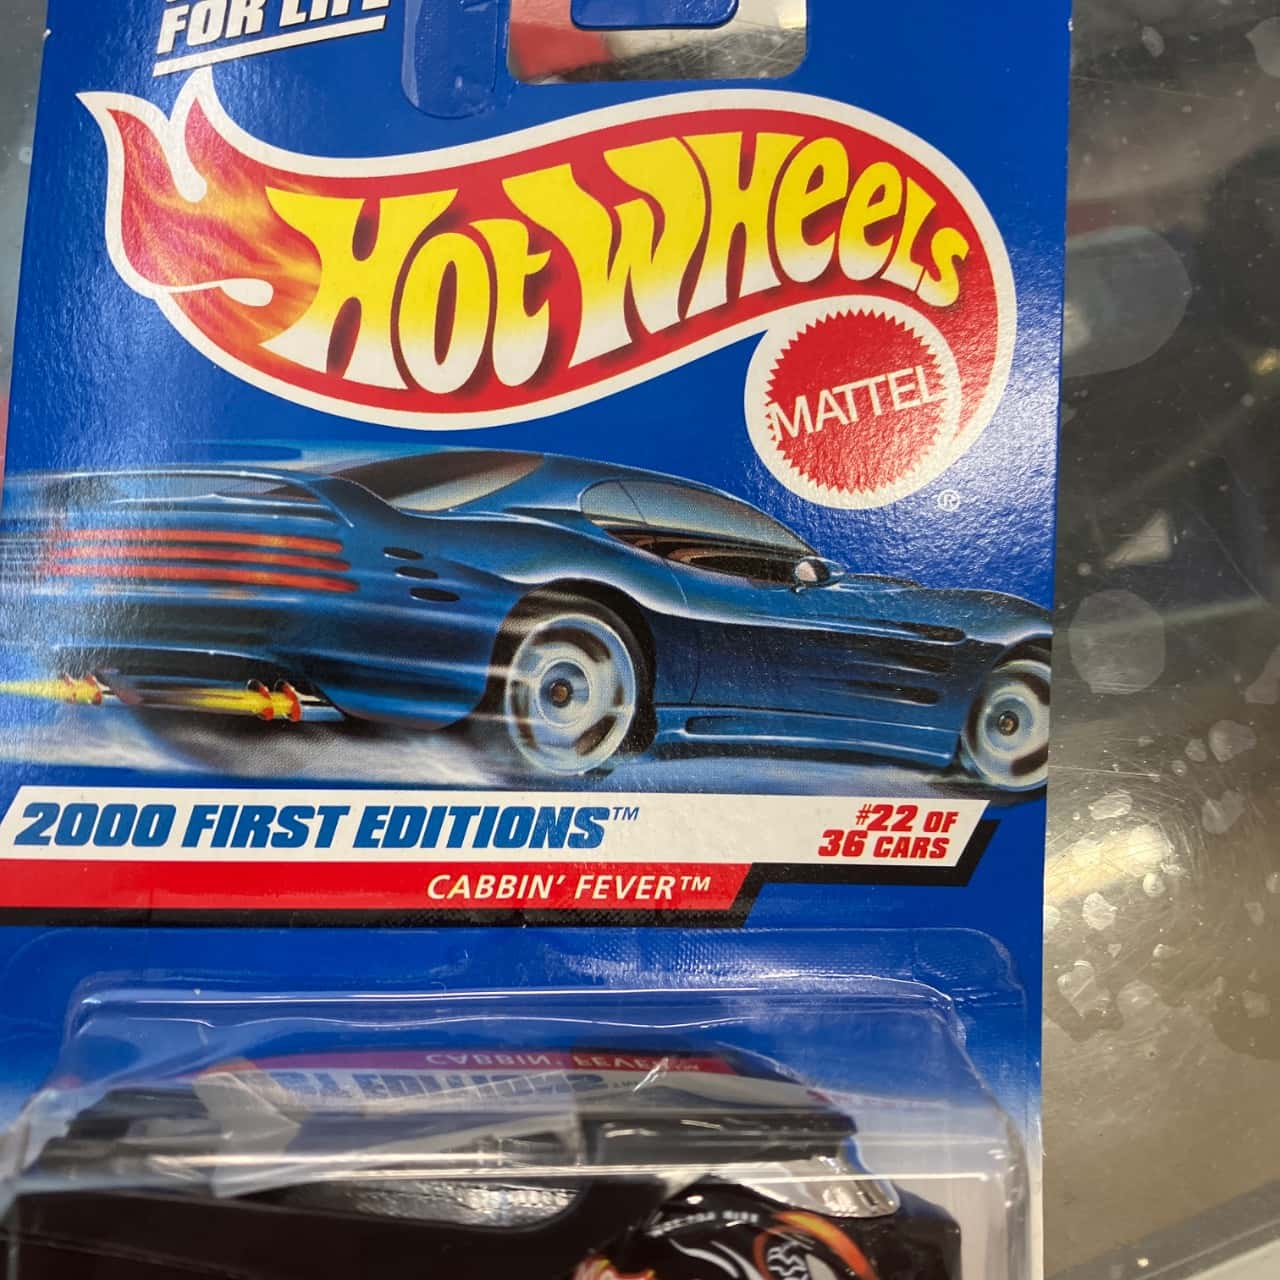 FOR LIFE
HOT WHEELS
MATTEL
®
2000 FIRST EDITIONS™
#22 OF
36 CARS
CABBIN' FEVER™